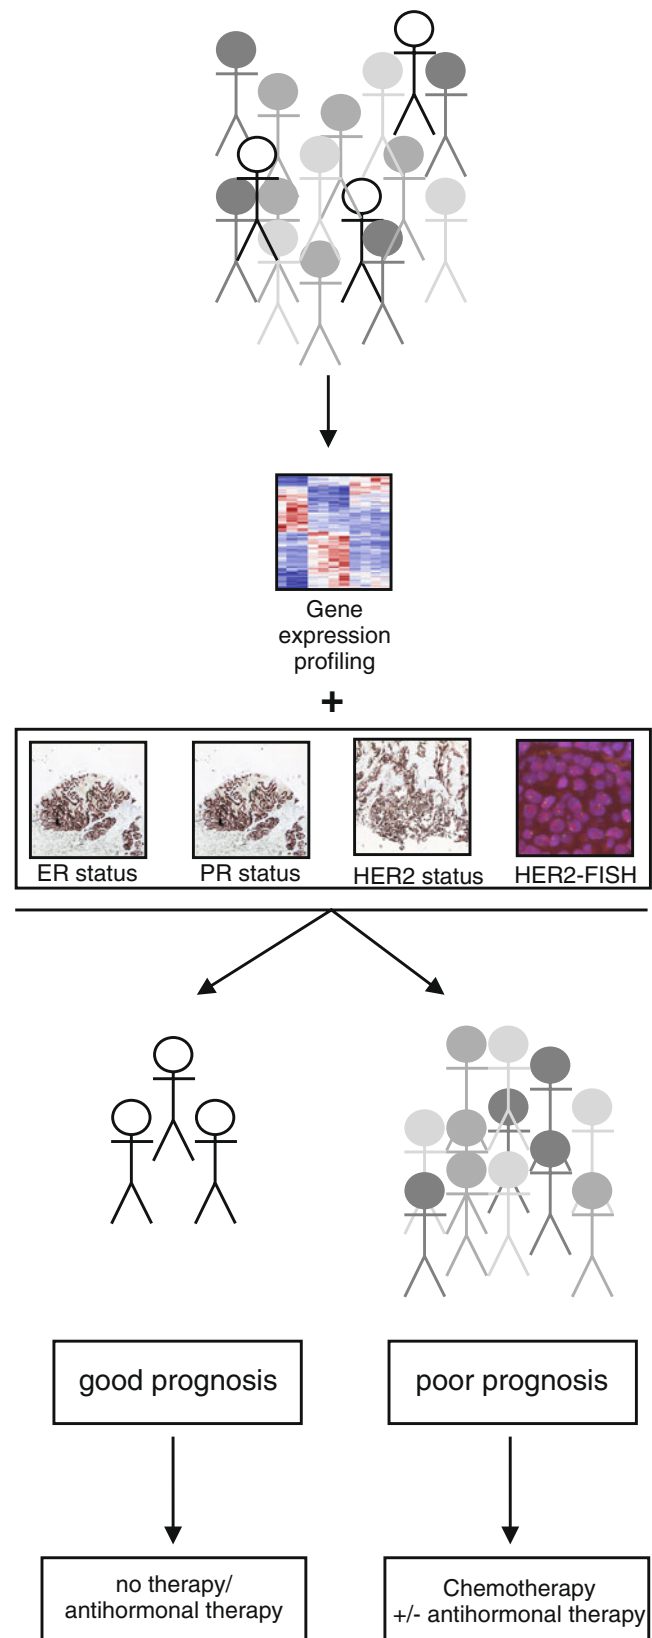 Gene
expression
profiling
+
ER status
PR status
HER2 status
HER2-FISH
good prognosis
poor prognosis
no therapy/
antihormonal therapy
Chemotherapy
+/- antihormonal therapy